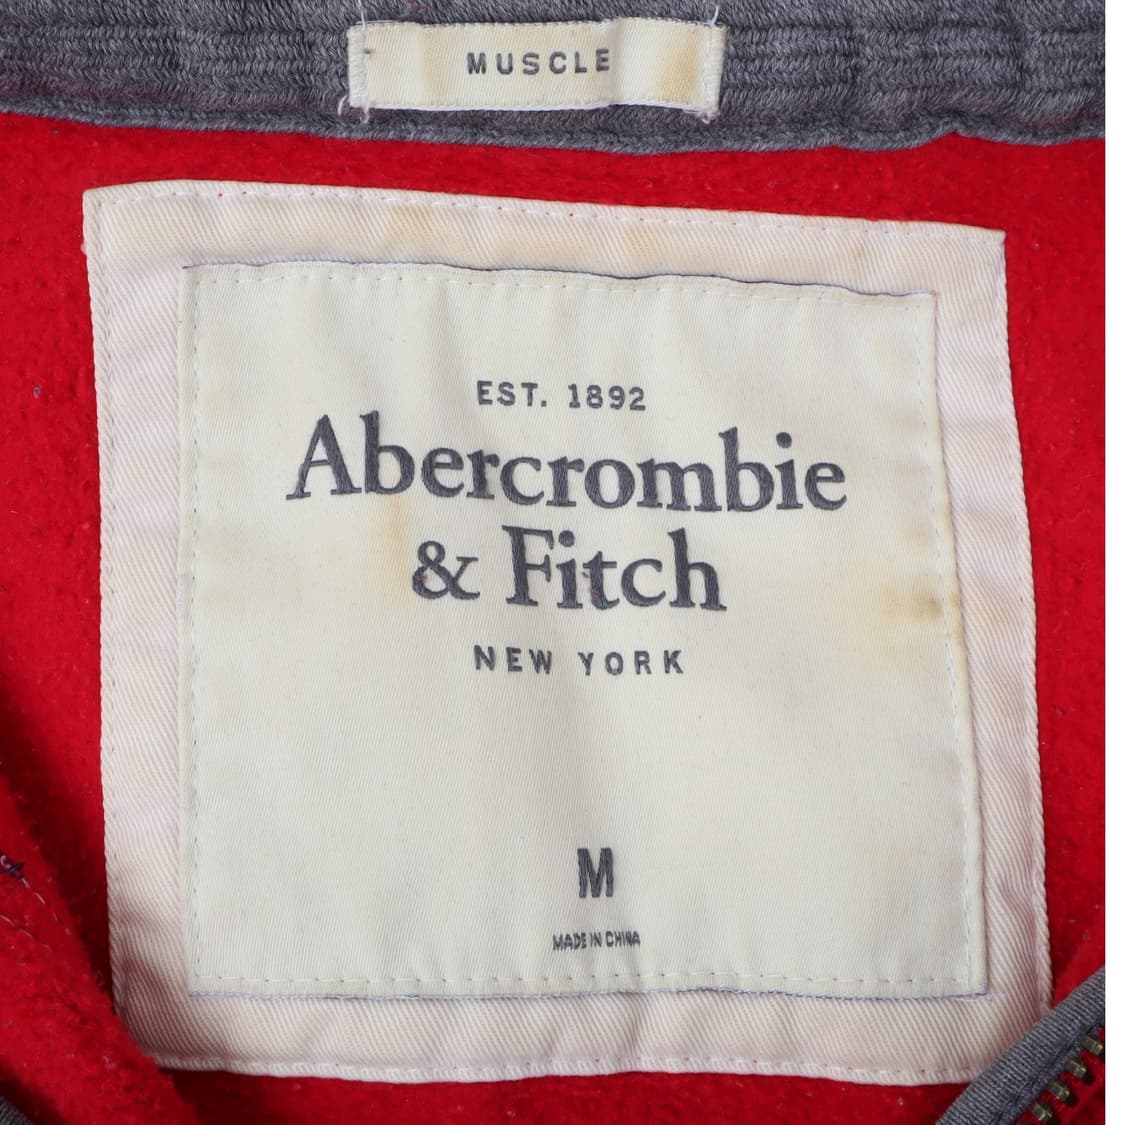 MUSCLE
EST. 1892
Abercrombie
& Fitch
NEW YORK
M
MADE IN CHINA